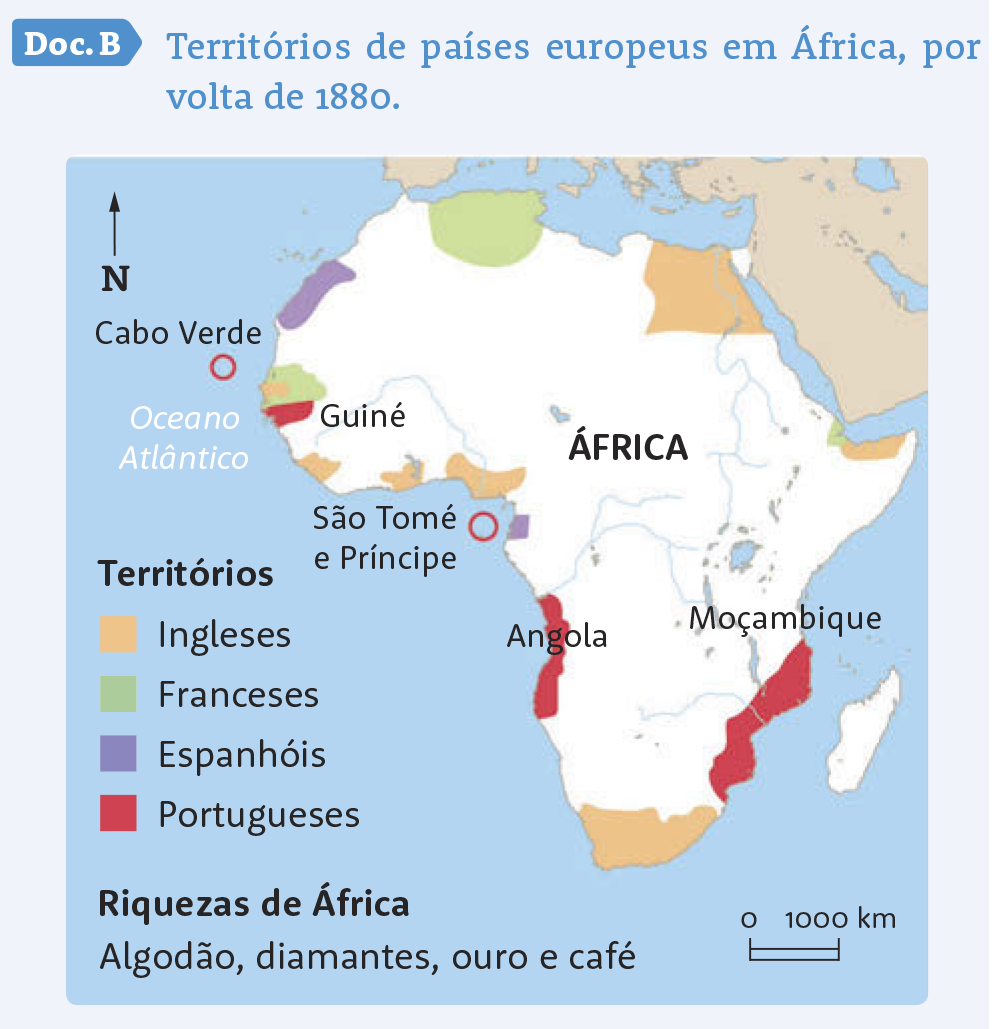 Doc. B
Territórios de países europeus em África, por
volta de 1880.
N
Cabo Verde
Oceano
Atlântico
Guiné
ÁFRICA
São Tomé
e Príncipe
Angola
Moçambique
Territórios
Ingleses
Franceses
Espanhóis
Portugueses
Riquezas de África
Algodão, diamantes, ouro e café
0 1000 km